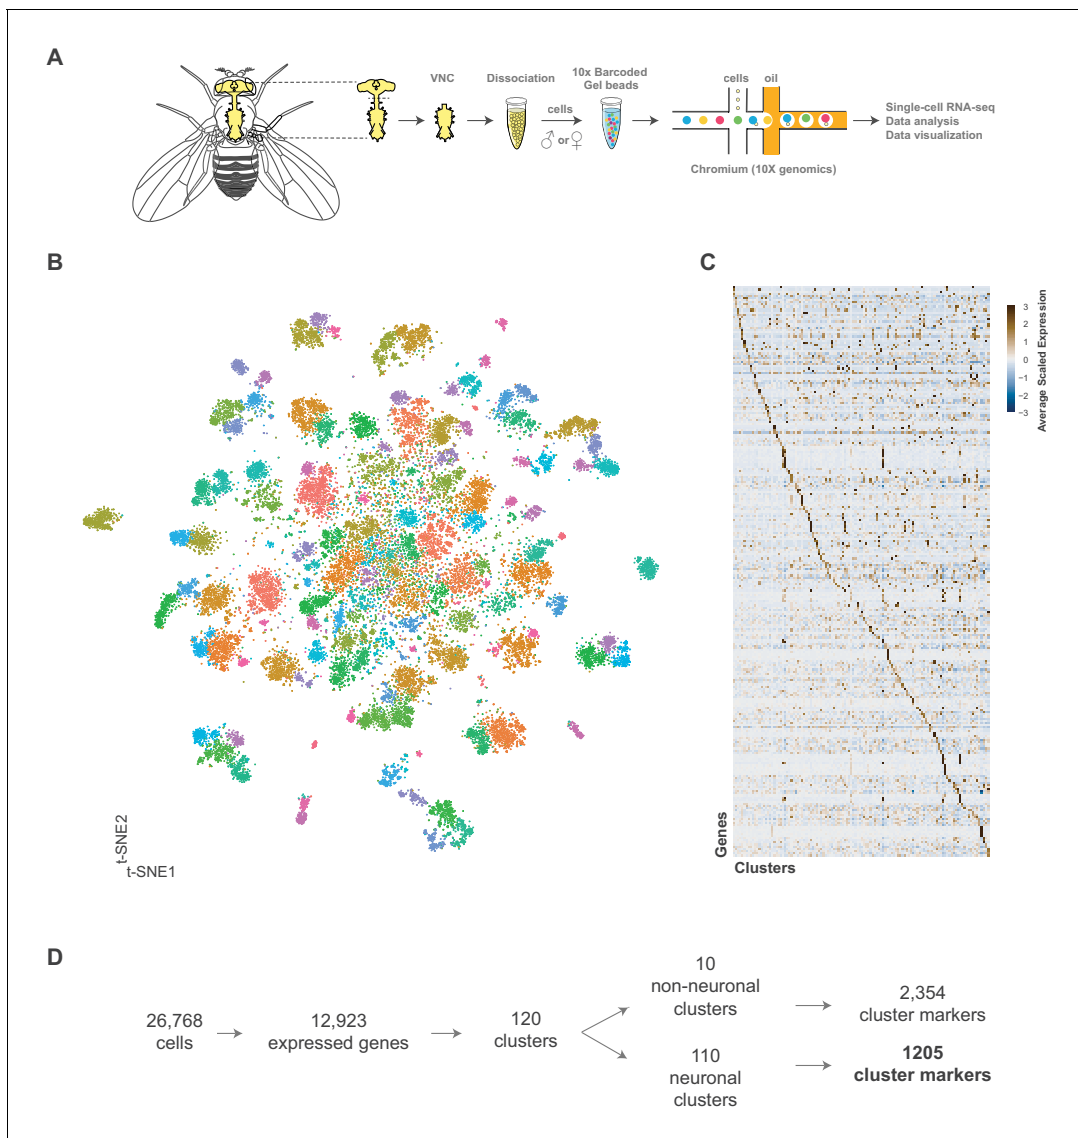 A
VNC
Dissociation
10x Barcoded
Gel beads
cells
♂ or ♀
cells
oil
Chromium (10X genomics)
Single-cell RNA-seq
Data analysis
Data visualization
B
t-SNE2
t-SNE1
C
3
2
1
0
−1
−2
−3
Average Scaled Expression
Genes
Clusters
D
26,768
cells
12,923
expressed genes
120
clusters
10
non-neuronal
clusters
2,354
cluster markers
110
neuronal
clusters
1205
cluster markers